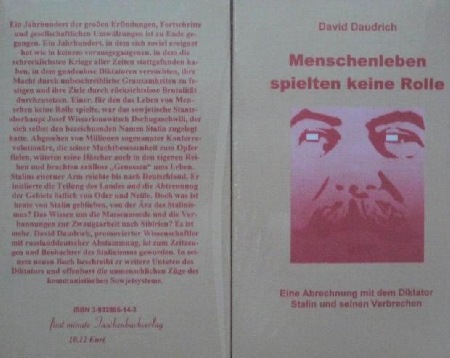 Ein Jahrhundert der großen Erfindungen, Fortschritte
und gesellschaftlichen Umwälzungen ist zu Ende ge-
gangen. Ein Jahrhundert, in dem sich soviel ereignet
hat wie in keinem vorausgegangenen, in dem die
schrecklichsten Kriege aller Zeiten stattgefunden ha-
ben, in dem gnadenlose Diktatoren versuchten, ihre
Macht durch unbeschreibliche Grausamkeiten zu fe-
stigen und ihre Ziele durch rücksichtslose Brutalität
durchzusetzen. Einer, für den das Leben von Men-
schen keine Rolle spielte, war das sowjetische Staats-
oberhaupt Josef Wissarionowitsch Dschugaschwili, der
sich selbst den bezeichnenden Namen Stalin zugelegt
hatte. Abgesehen von Millionen sogenannter Konterre-
volutionäre, die seiner Machtbesessenheit zum Opfer
fielen, wüteten seine Häscher auch in den eigenen Rei-
hen und brachten zahllose „Genossen" ums Leben.
Stalins eiserner Arm reichte bis nach Deutschland. Er
initiierte die Teilung des Landes und die Abtrennung
der Gebiete östlich von Oder und Neiße. Doch was ist
heute von Stalin geblieben, von der Ära des Stalinis-
mus? Das Wissen um die Massenmorde und die Ver-
bannungen zur Zwangsarbeit nach Sibirien? Es ist
mehr. David Daudrich, promovierter Wissenschaftler
mit russlanddeutscher Abstammung, ist zum Zeitzeu-
gen und Beobachter des Stalinismus geworden. In sei-
nem neuen Buch beschreibt er weitere Untaten des
Diktators und offenbart die unmenschlichen Züge des
kommunistischen Sowjetsystems.
ISBN
first minute Taschenbuchverlag
Euro
David Daudrich
Menschenleben
spielten keine Rolle
Eine Abrechnung mit dem Diktator
Stalin und seinen Verbrechen